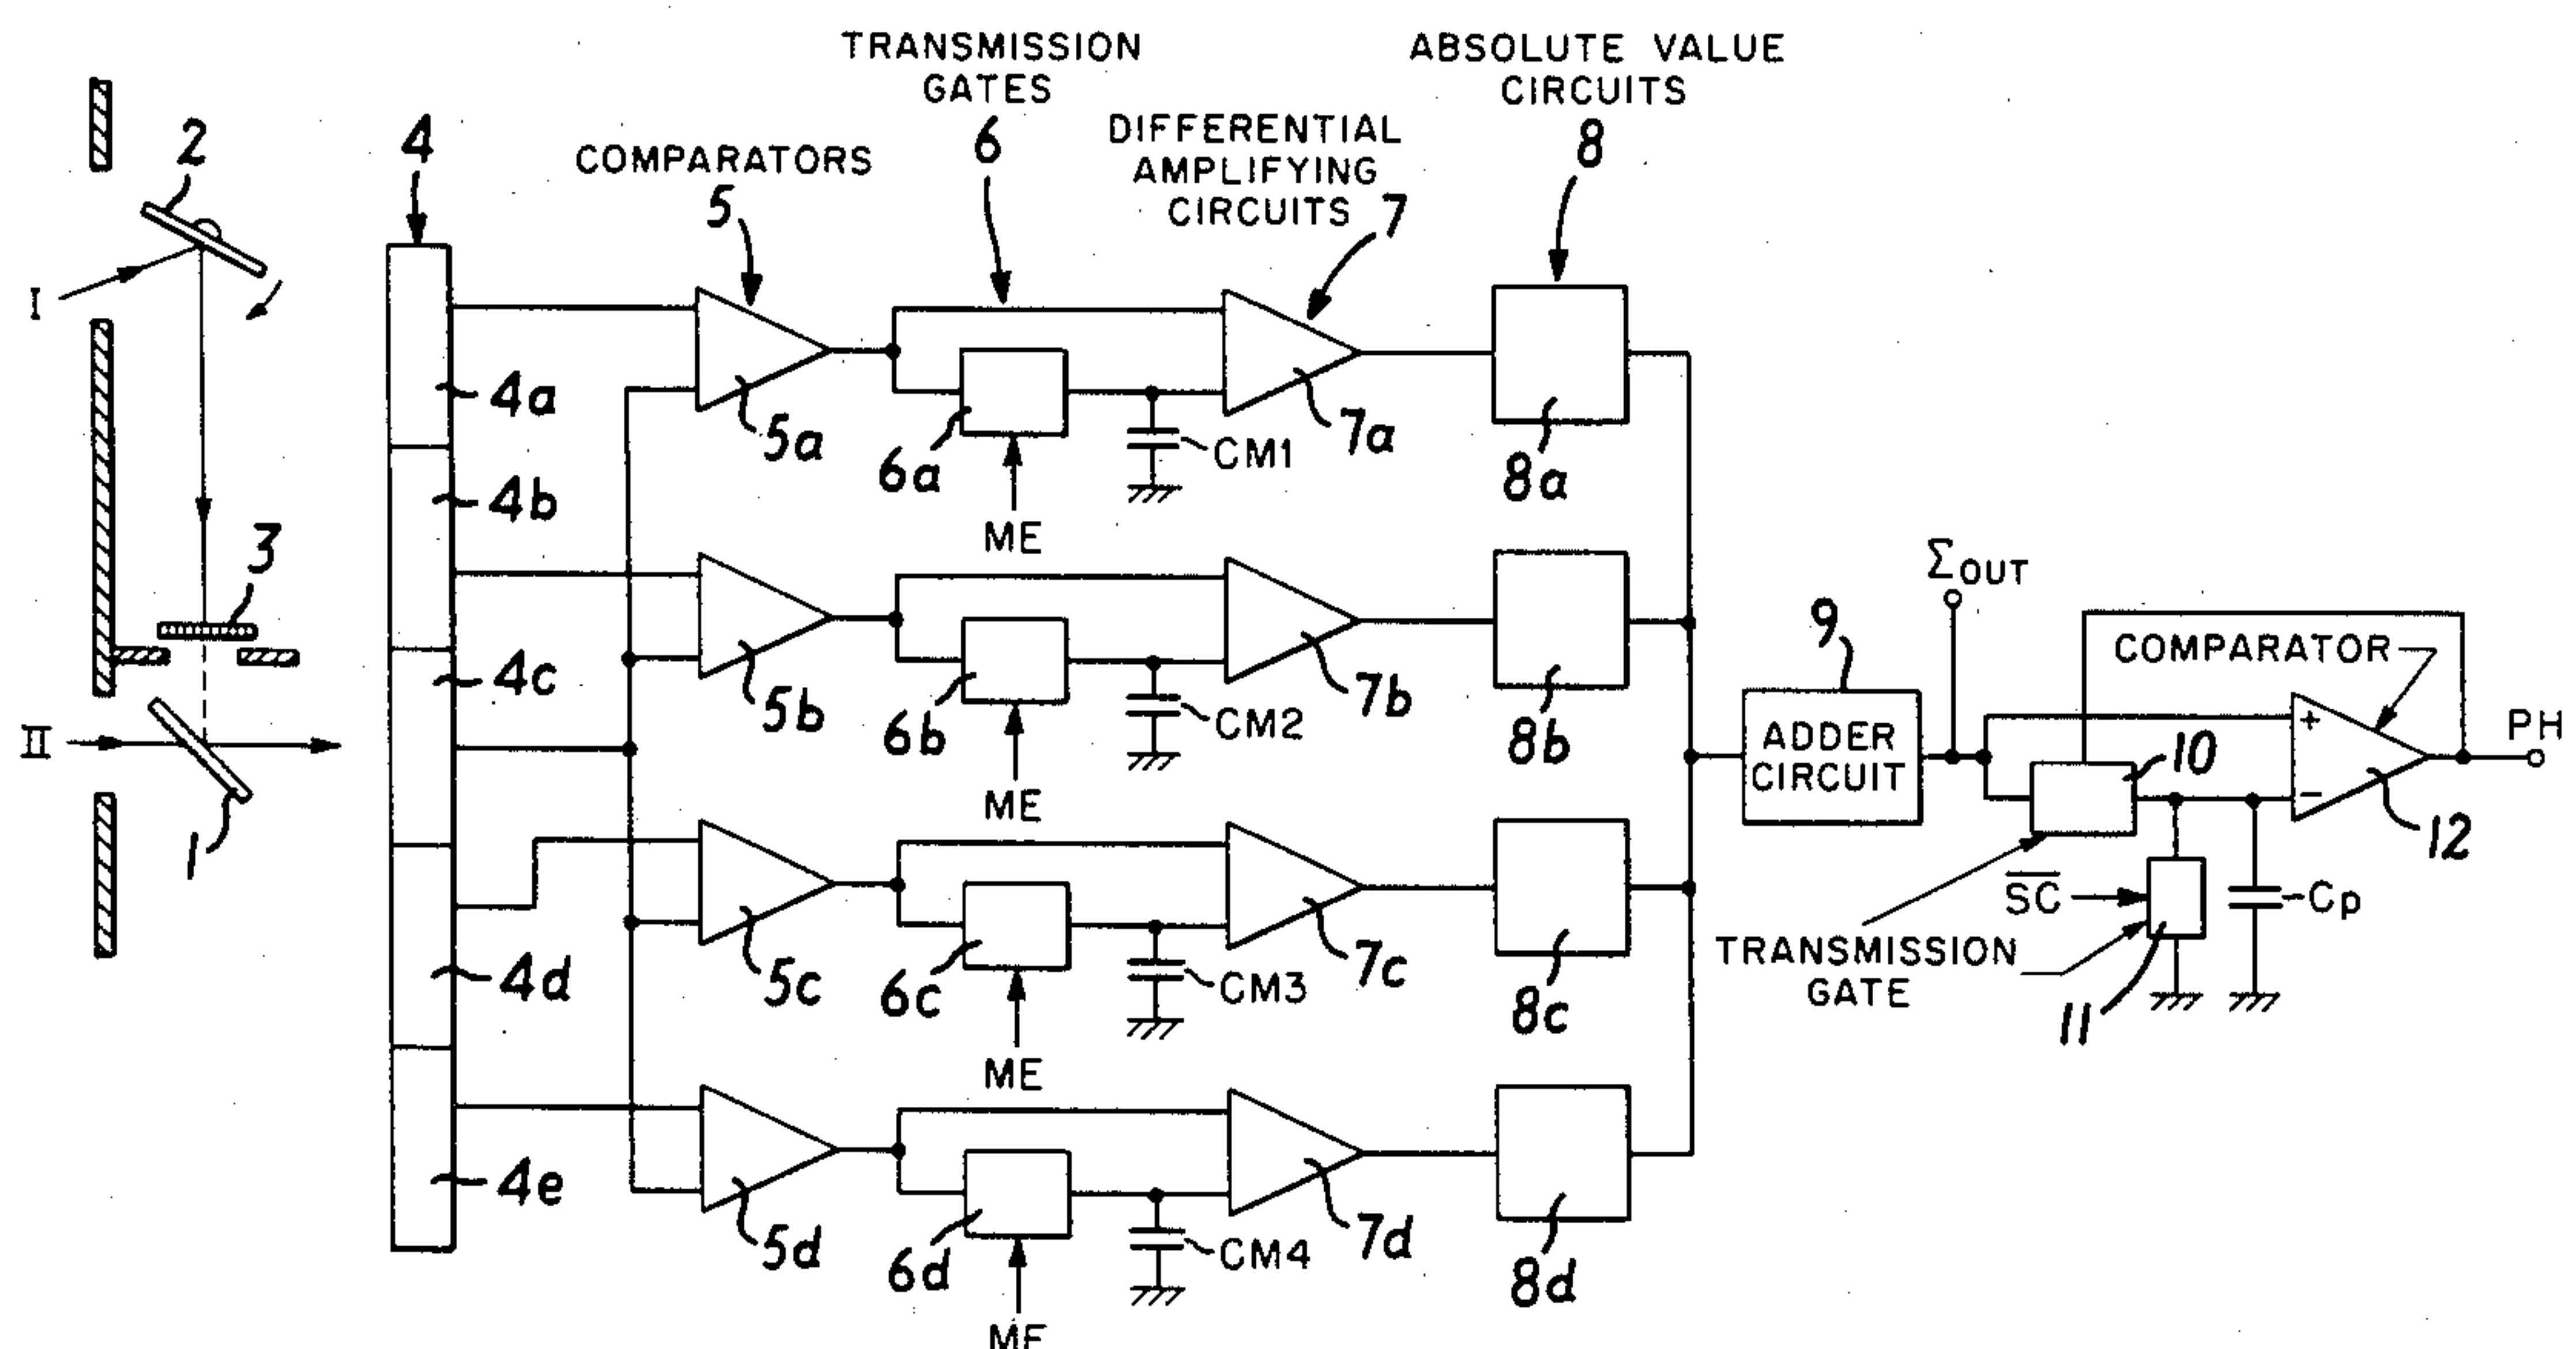 TRANSMISSION
GATES
6
ABSOLUTE VALUE
CIRCUITS
8
DIFFERENTIAL
AMPLIFYING
CIRCUITS
7
COMPARATORS
5
4
2
I
4a
5a
6a
ME
CM1
7a
8a
4b
3
4c
5b
6b
ME
CM2
7b
8b
II
1
4d
5c
6c
ME
CM3
7c
8c
4e
5d
6d
ME
CM4
7d
8d
ΣOUT
9
ADDER
CIRCUIT
COMPARATOR
PH
+
−
10
12
S̅C̅
Cp
TRANSMISSION
GATE
11